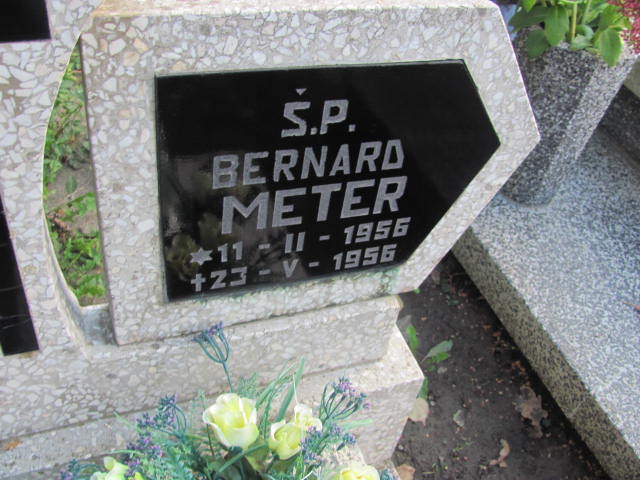 Ś.P.
BERNARD
METER
★ 11 - II - 1956
+ 23 - V - 1956